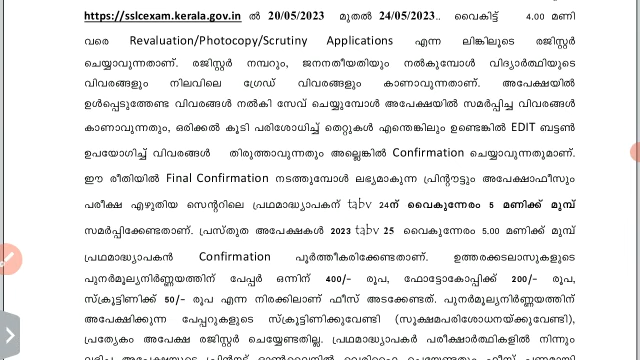 https://sslcexam.kerala.gov.in ൽ 20/05/2023 മുതൽ 24/05/2023.. വൈകിട്ട് 4.00 മണി
വരെ Revaluation/Photocopy/Scrutiny Applications എന്ന ലിങ്കിലൂടെ രജിസ്റ്റർ
ചെയ്യാവുന്നതാണ്. രജിസ്റ്റർ നമ്പറും, ജനനതീയതിയും നൽകുമ്പോൾ വിദ്യാർത്ഥിയുടെ
വിവരങ്ങളും നിലവിലെ ഗ്രേഡ് വിവരങ്ങളും കാണാവുന്നതാണ്. അപേക്ഷയിൽ
ഉൾപ്പെടുത്തേണ്ട വിവരങ്ങൾ നൽകി സേവ് ചെയ്യുമ്പോൾ അപേക്ഷയിൽ സമർപ്പിച്ച വിവരങ്ങൾ
കാണാവുന്നതും, ഒരിക്കൽ കൂടി പരിശോധിച്ച് തെറ്റുകൾ എന്തെങ്കിലും ഉണ്ടെങ്കിൽ EDIT ബട്ടൺ
ഉപയോഗിച്ച് വിവരങ്ങൾ തിരുത്താവുന്നതും അല്ലെങ്കിൽ Confirmation ചെയ്യാവുന്നതുമാണ്.
ഈ രീതിയിൽ Final Confirmation നടത്തുമ്പോൾ ലഭ്യമാകുന്ന പ്രിന്റൗട്ടും അപേക്ഷാഫീസും
പരീക്ഷ എഴുതിയ സെന്ററിലെ പ്രഥമാദ്ധ്യാപകന് tabv 24ന് വൈകുന്നേരം 5 മണിക്ക് മുമ്പ്
സമർപ്പിക്കേണ്ടതാണ്. പ്രസ്തുത അപേക്ഷകൾ 2023 tabv 25 വൈകുന്നേരം 5.00 മണിക്ക് മുമ്പ്
പ്രഥമാദ്ധ്യാപകൻ Confirmation പൂർത്തീകരിക്കേണ്ടതാണ്. ഉത്തരക്കടലാസുകളുടെ
പുനർമൂല്യനിർണ്ണയത്തിന് പേപ്പർ ഒന്നിന് 400/- രൂപ, ഫോട്ടോകോപ്പിക്ക് 200/- രൂപ,
സ്ക്രൂട്ടിണിക്ക് 50/- രൂപ എന്ന നിരക്കിലാണ് ഫീസ് അടക്കേണ്ടത്. പുനർമൂല്യനിർണ്ണയത്തിന്
അപേക്ഷിക്കുന്ന പേപ്പറുകളുടെ സ്ക്രൂട്ടിണിക്കുവേണ്ടി (സൂക്ഷ്മപരിശോധനയ്ക്കുവേണ്ടി),
പ്രത്യേകം അപേക്ഷ രജിസ്റ്റർ ചെയ്യേണ്ടതില്ല. പ്രഥമാദ്ധ്യാപകർ പരീക്ഷാർത്ഥികളിൽ നിന്നും